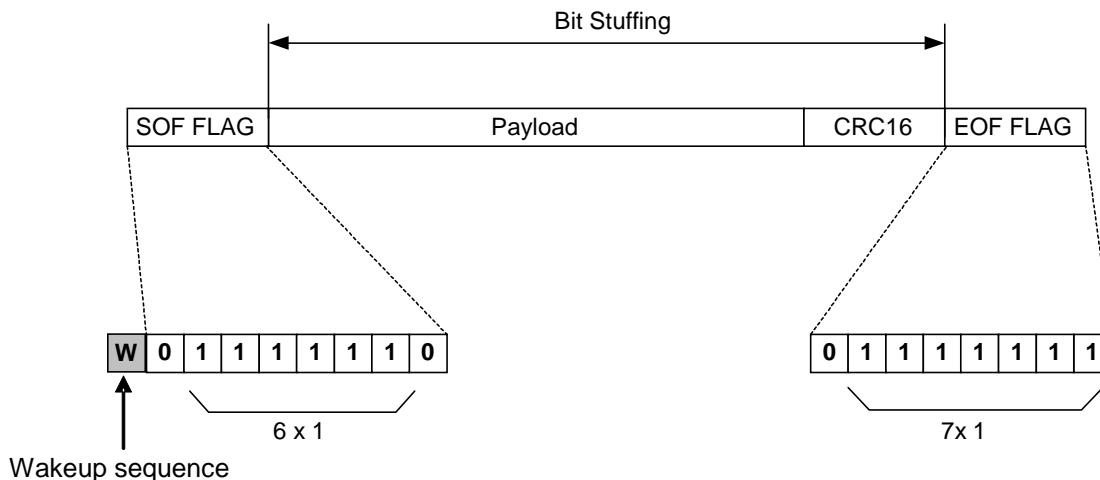 Bit Stuffing
SOF FLAG Payload CRC16 EOF FLAG
W 0 1 1 1 1 1 1 0 0 1 1 1 1 1 1 1
6 x 1 7x 1
Wakeup sequence